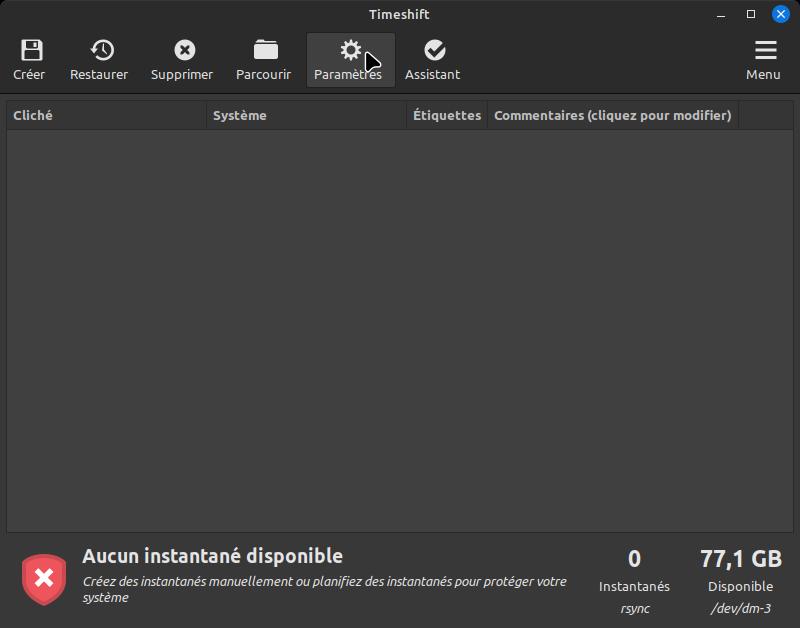 Timeshift
Créer Restaurer Supprimer Parcourir Paramètres Assistant Menu
Cliché Système Étiquettes Commentaires (cliquez pour modifier)
Aucun instantané disponible
Créez des instantanés manuellement ou planifiez des instantanés pour protéger votre
système
0 77,1 GB
Instantanés Disponible
rsync /dev/dm-3